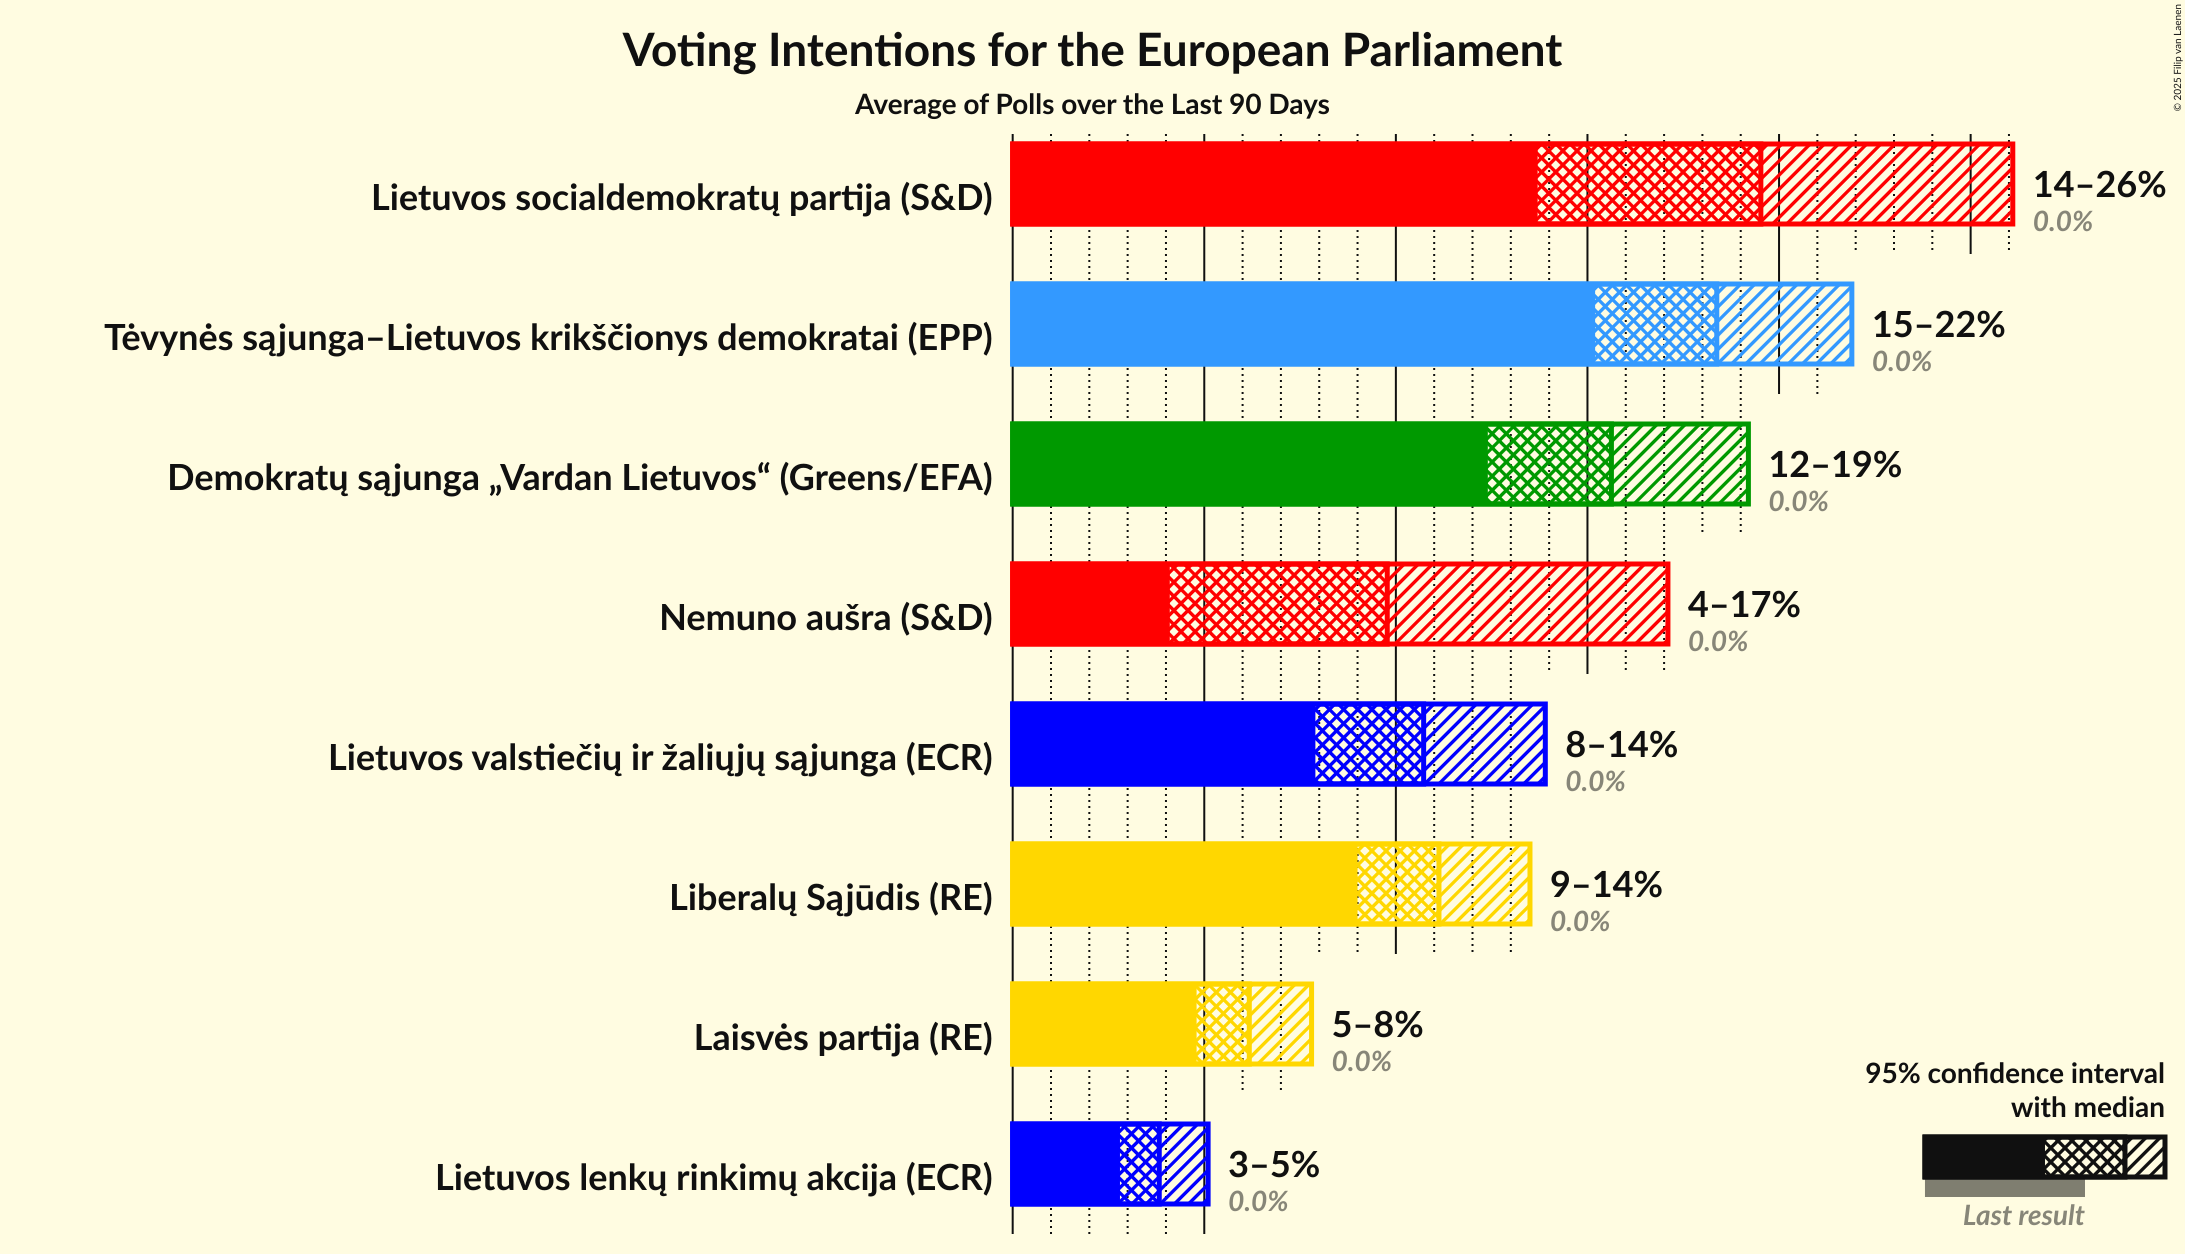 © 2025 Filip van Laenen
Voting Intentions for the European Parliament
Average of Polls over the Last 90 Days
Lietuvos socialdemokratų partija (S&D)
14–26%
0.0%
Tėvynės sąjunga–Lietuvos krikščionys demokratai (EPP)
15–22%
0.0%
Demokratų sąjunga „Vardan Lietuvos“ (Greens/EFA)
12–19%
0.0%
Nemuno aušra (S&D)
4–17%
0.0%
Lietuvos valstiečių ir žaliųjų sąjunga (ECR)
8–14%
0.0%
Liberalų Sąjūdis (RE)
9–14%
0.0%
Laisvės partija (RE)
5–8%
0.0%
Lietuvos lenkų rinkimų akcija (ECR)
3–5%
0.0%
95% confidence interval
with median
Last result